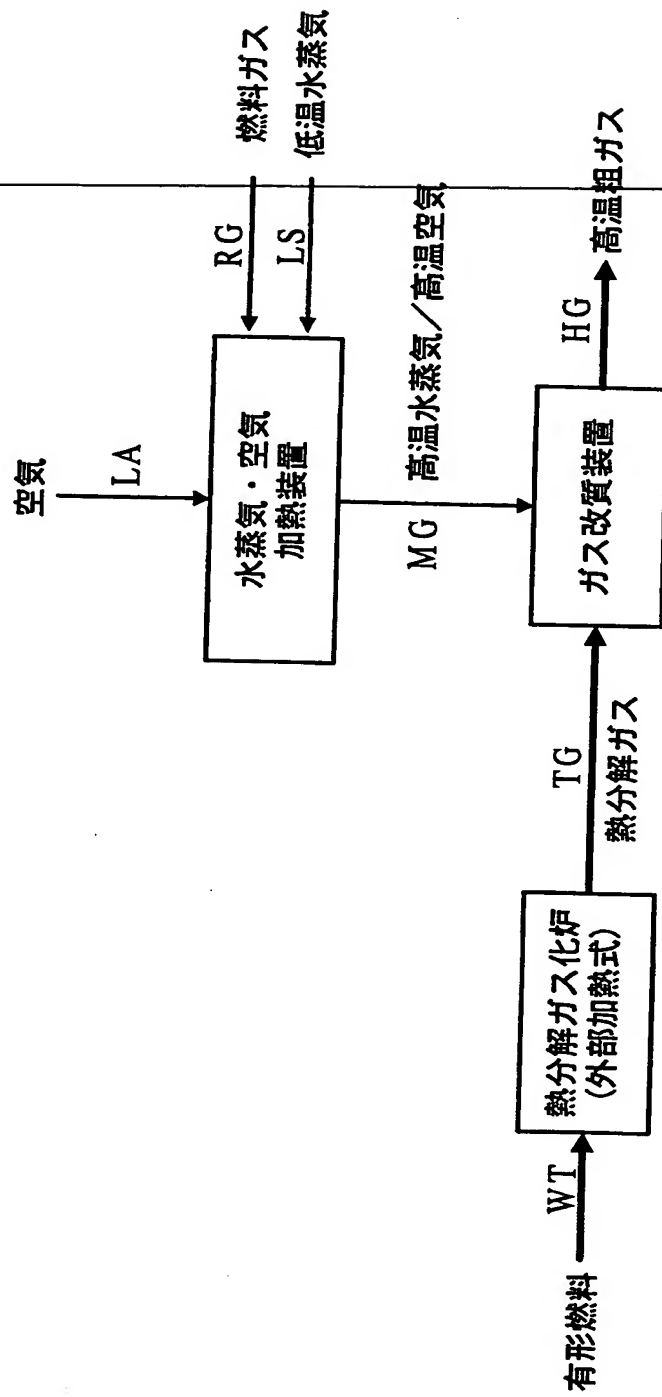 空気
LA
RG
燃料ガス
LS
低温水蒸気
水蒸気・空気
加熱装置
MG
高温水蒸気／高温空気
有形燃料
WT
熱分解ガス化炉
(外部加熱式)
TG
熱分解ガス
ガス改質装置
HG
高温粗ガス